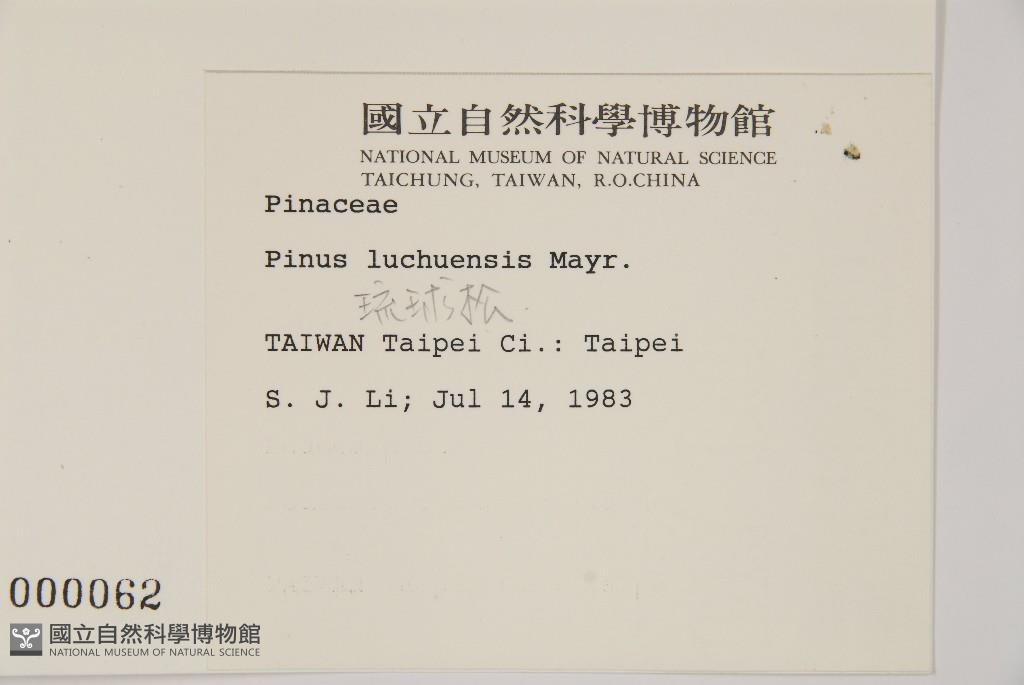 國立自然科學博物館
NATIONAL MUSEUM OF NATURAL SCIENCE
TAICHUNG, TAIWAN, R.O.CHINA
Pinaceae
Pinus luchuensis Mayr.
琉球松
TAIWAN Taipei Ci.: Taipei
S. J. Li; Jul 14, 1983
000062
國立自然科學博物館
NATIONAL MUSEUM OF NATURAL SCIENCE